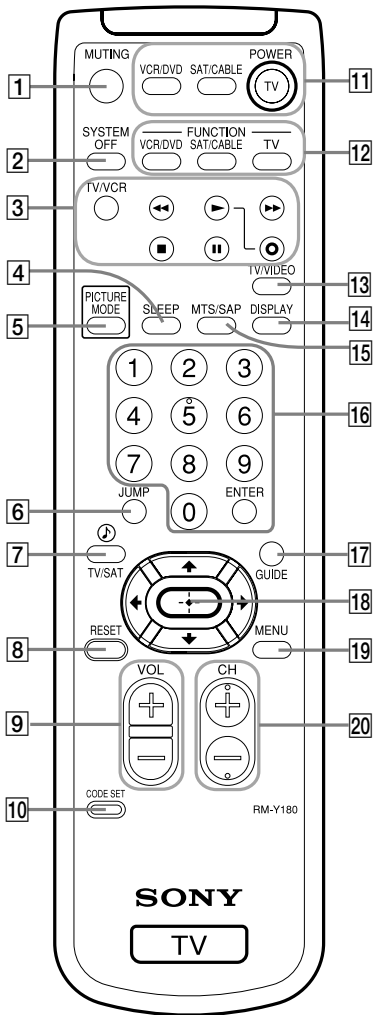 MUTING POWER
1 VCR/DVD SAT/CABLE TV 11
SYSTEM OFF FUNCTION
2 VCR/DVD SAT/CABLE TV 12
3 TV/VCR
4 TV/VIDEO 13
PICTURE MODE SLEEP MTS/SAP DISPLAY 14
5 15
1 2 3
4 5 6 16
7 8 9
JUMP ENTER
6 0
7 TV/SAT GUIDE 17
18
RESET MENU
8 19
VOL CH
9 + + 20
− −
10 CODE SET RM-Y180
SONY
TV